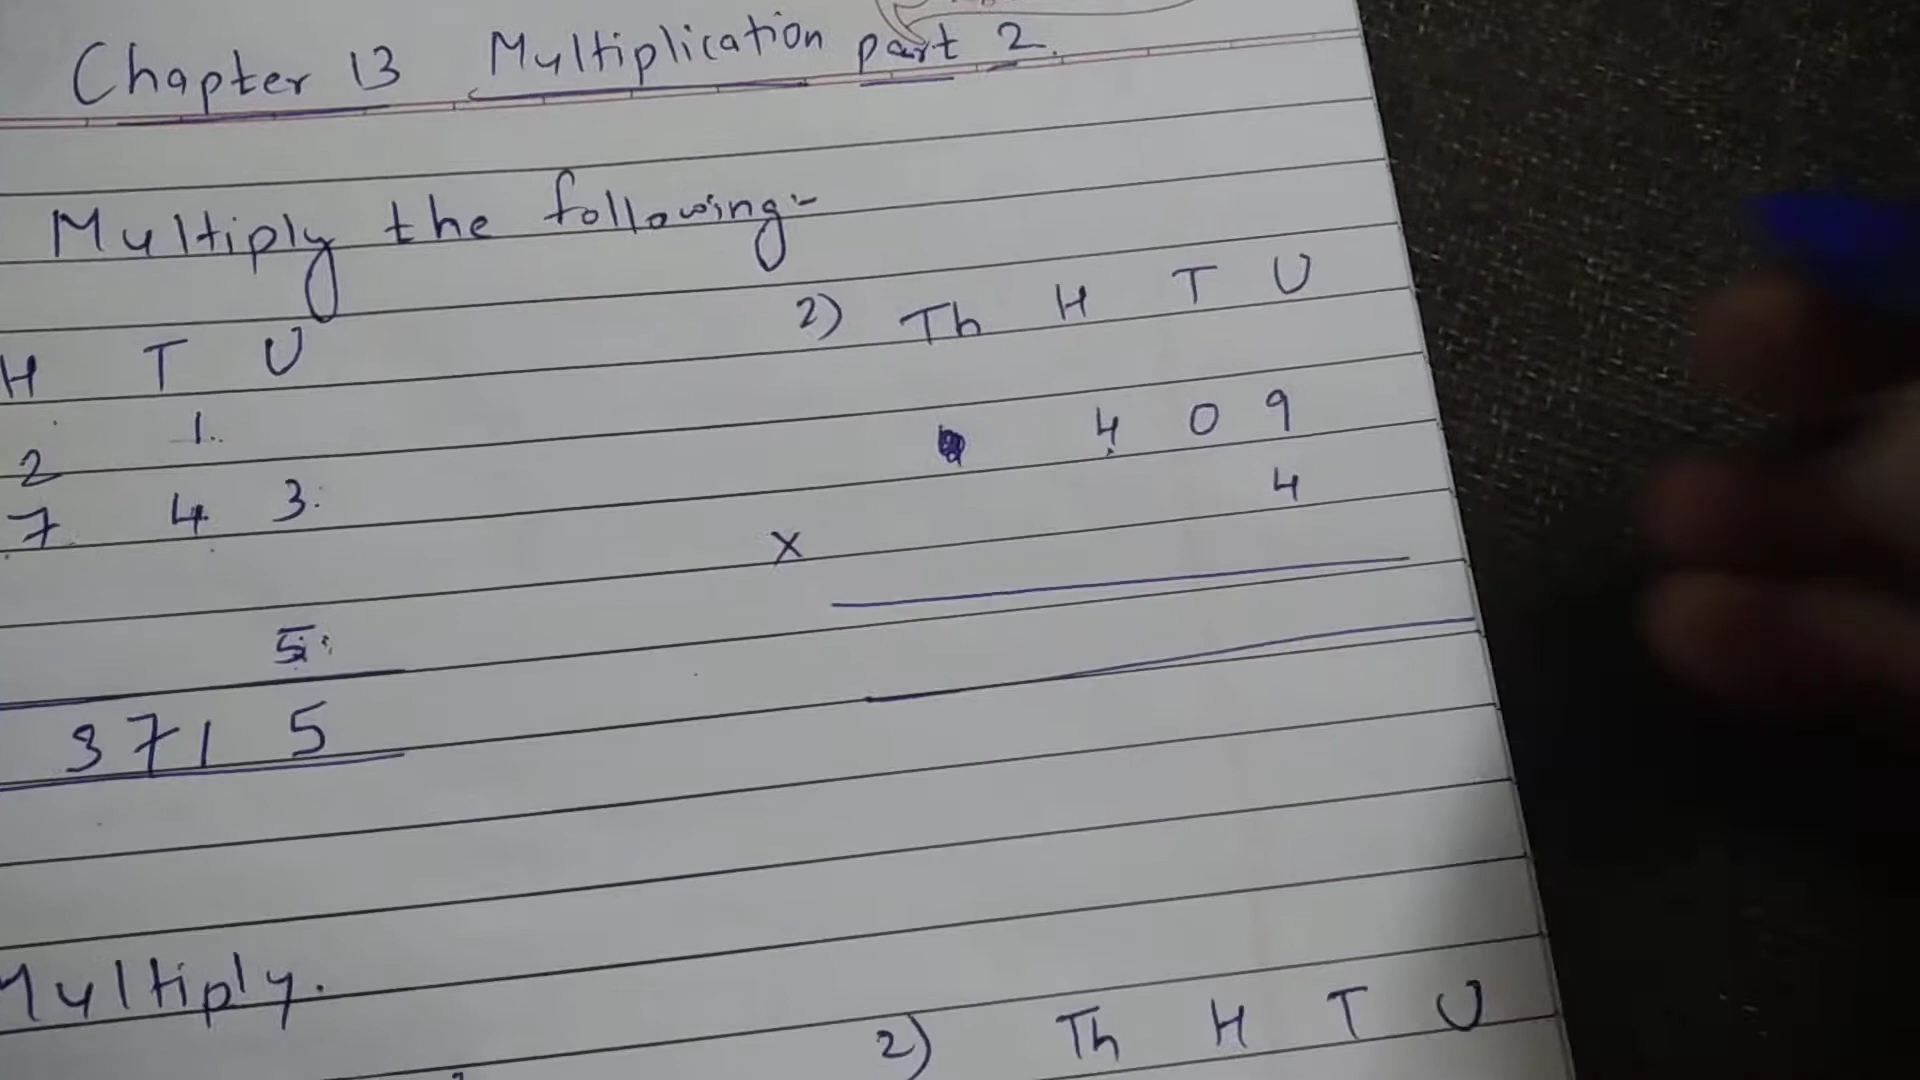 Chapter 13 Multiplication part 2.
Multiply the following:-
H T U
2 1
7 4 3
5
3 7 1 5
2) Th H T U
4 0 9
x 4
Multiply.
2) Th H T U